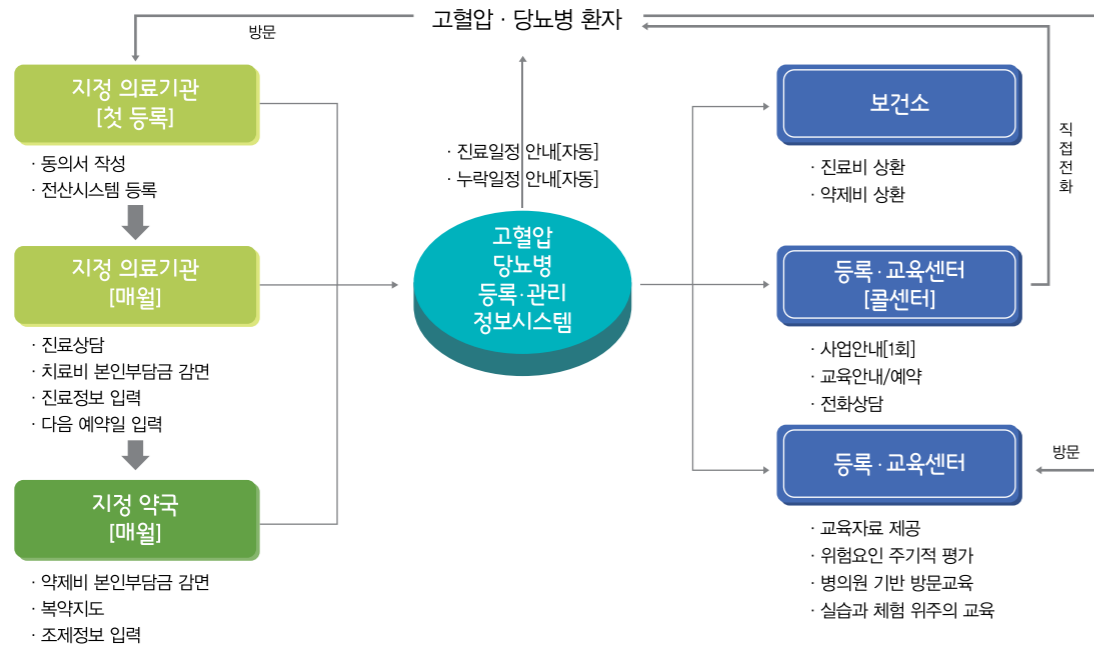 고혈압 · 당뇨병 환자
방문
지정 의료기관
[첫 등록]
· 동의서 작성
· 전산시스템 등록
지정 의료기관
[매월]
· 진료상담
· 치료비 본인부담금 감면
· 진료정보 입력
· 다음 예약일 입력
지정 약국
[매월]
· 약제비 본인부담금 감면
· 복약지도
· 조제정보 입력
· 진료일정 안내[자동]
· 누락일정 안내[자동]
고혈압
당뇨병
등록·관리
정보시스템
보건소
· 진료비 상환
· 약제비 상환
직접전화
등록·교육센터
[콜센터]
· 사업안내[1회]
· 교육안내/예약
· 전화상담
등록·교육센터
방문
· 교육자료 제공
· 위험요인 주기적 평가
· 병의원 기반 방문교육
· 실습과 체험 위주의 교육